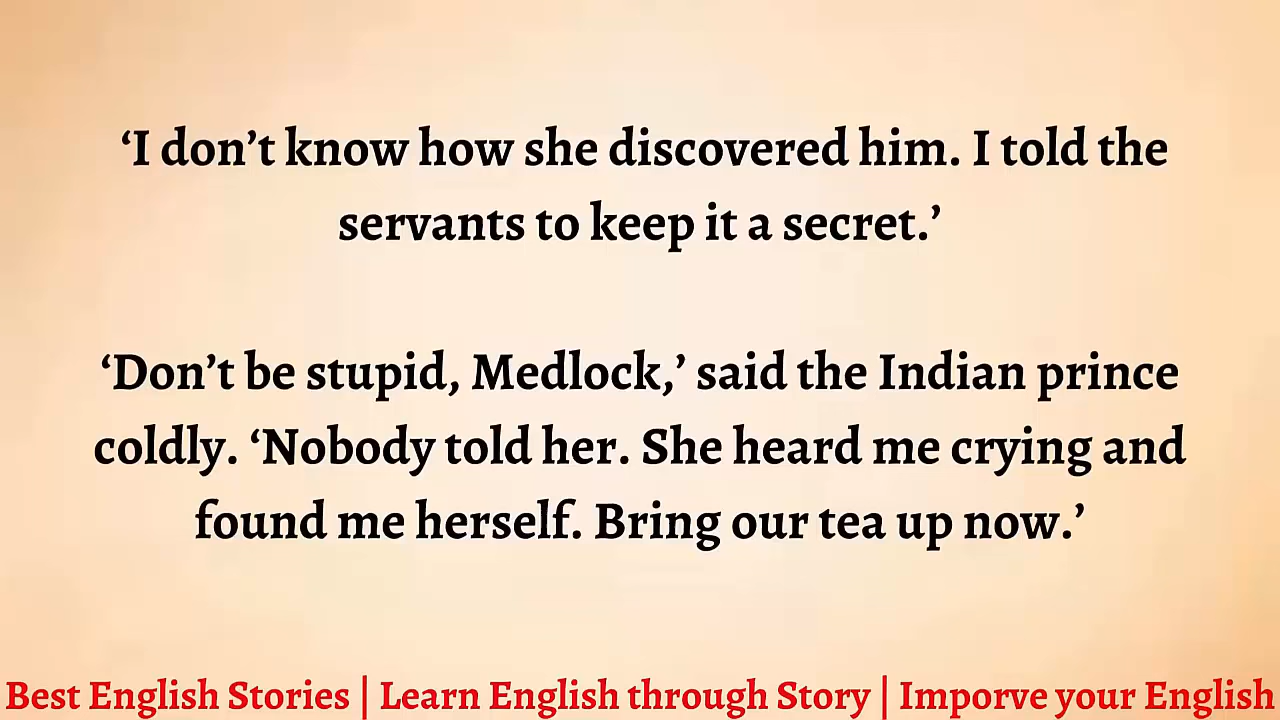 ‘I don’t know how she discovered him. I told the
servants to keep it a secret.’
‘Don’t be stupid, Medlock,’ said the Indian prince
coldly. ‘Nobody told her. She heard me crying and
found me herself. Bring our tea up now.’
Best English Stories | Learn English through Story | Imporve your English